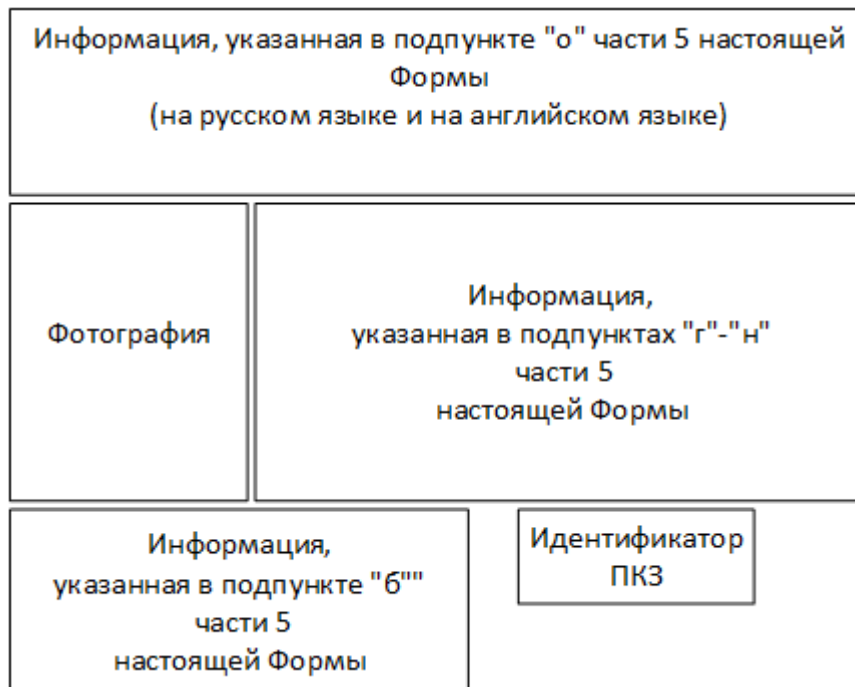 Информация, указанная в подпункте "о" части 5 настоящей
Формы
(на русском языке и на английском языке)
Фотография
Информация,
указанная в подпунктах "г"-"н"
части 5
настоящей Формы
Информация,
указанная в подпункте "б""
части 5
настоящей Формы
Идентификатор
ПКЗ